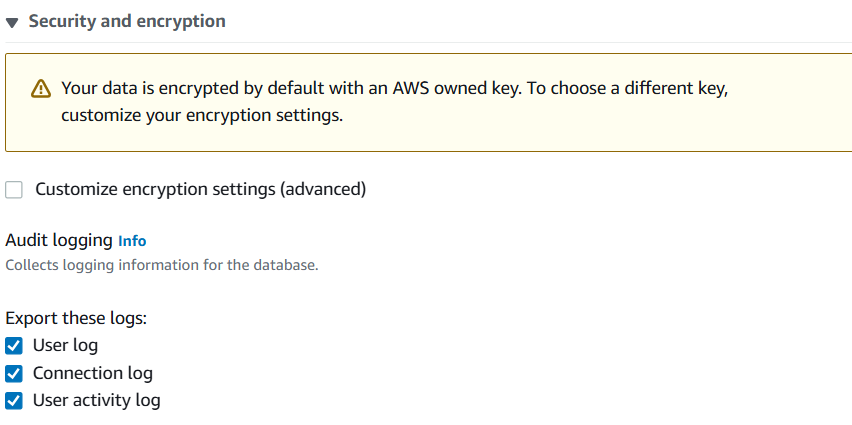 Security and encryption
Your data is encrypted by default with an AWS owned key. To choose a different key,
customize your encryption settings.
Customize encryption settings (advanced)
Audit logging Info
Collects logging information for the database.
Export these logs:
User log
Connection log
User activity log